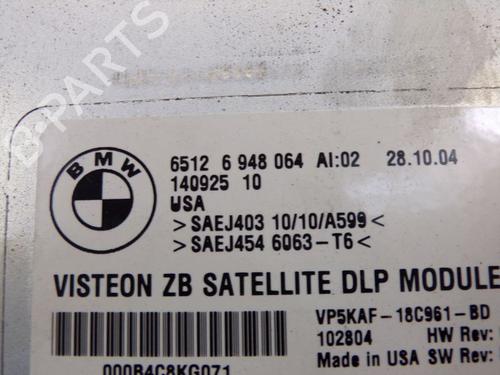 B-PARTS
BMW
6512 6 948 064 AI:02 28.10.04
140925 10
USA
>SAEJ403 10/10/A599<
>SAEJ454 6063-T6<
VISTEON ZB SATELLITE DLP MODULE
VP5KAF-18C961-BD
102804 HW Rev:
Made in USA SW Rev:
000B4C8KG071